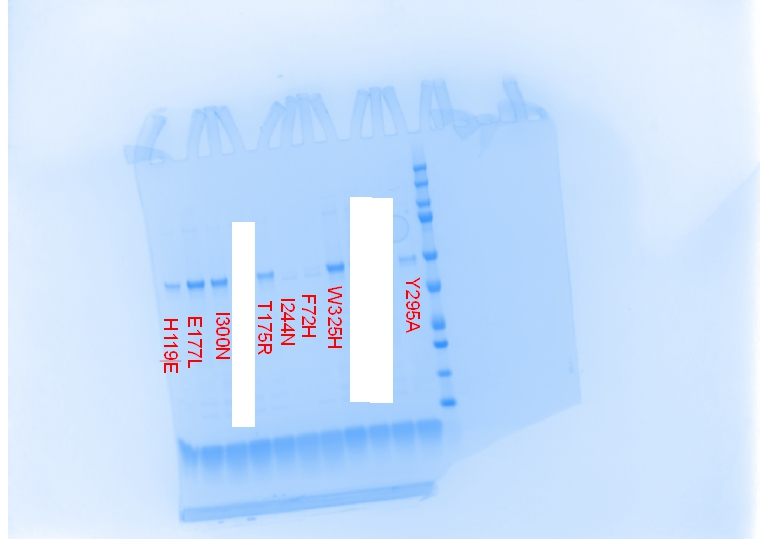 H119E
E177L
I300N
T175R
I244N
F72H
W325H
Y295A